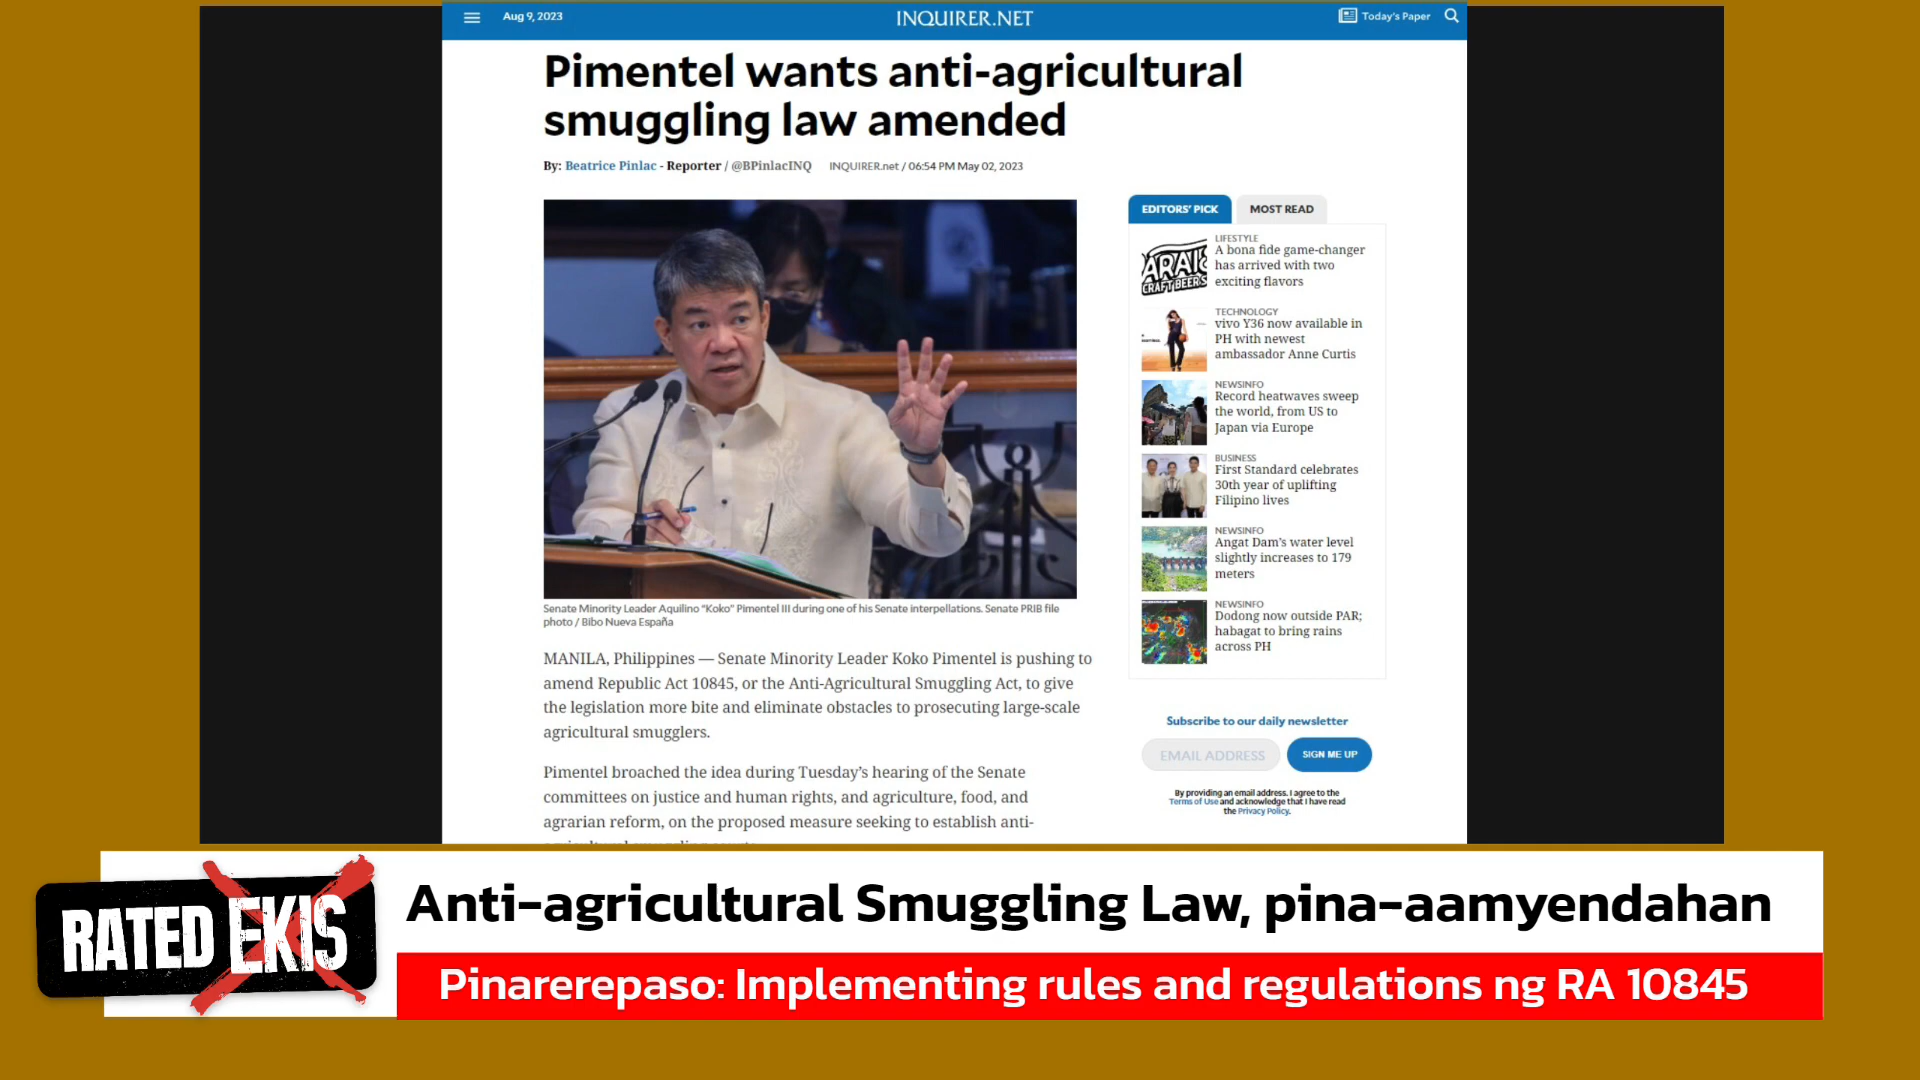 Aug 9, 2023
INQUIRER.NET
Today's Paper
Pimentel wants anti-agricultural
smuggling law amended
By: Beatrice Pinlac - Reporter / @BPinlacINQ
INQUIRER.net / 06:54 PM May 02, 2023
Senate Minority Leader Aquilino "Koko" Pimentel III during one of his Senate interpellations. Senate PRIB file
photo / Bibo Nueva España
MANILA, Philippines — Senate Minority Leader Koko Pimentel is pushing to
amend Republic Act 10845, or the Anti-Agricultural Smuggling Act, to give
the legislation more bite and eliminate obstacles to prosecuting large-scale
agricultural smugglers.
Pimentel broached the idea during Tuesday's hearing of the Senate
committees on justice and human rights, and agriculture, food, and
agrarian reform, on the proposed measure seeking to establish anti-
EDITORS' PICK
MOST READ
ARAI
CRAFT BEERS
LIFESTYLE
A bona fide game-changer
has arrived with two
exciting flavors
TECHNOLOGY
vivo Y36 now available in
PH with newest
ambassador Anne Curtis
NEWSINFO
Record heatwaves sweep
the world, from US to
Japan via Europe
BUSINESS
First Standard celebrates
30th year of uplifting
Filipino lives
NEWSINFO
Angat Dam's water level
slightly increases to 179
meters
NEWSINFO
Dodong now outside PAR;
habagat to bring rains
across PH
Subscribe to our daily newsletter
EMAIL ADDRESS
SIGN ME UP
By providing an email address. I agree to the
Terms of Use and acknowledge that I have read
the Privacy Policy.
RATED EKIS
Anti-agricultural Smuggling Law, pina-aamyendahan
Pinarerepaso: Implementing rules and regulations ng RA 10845